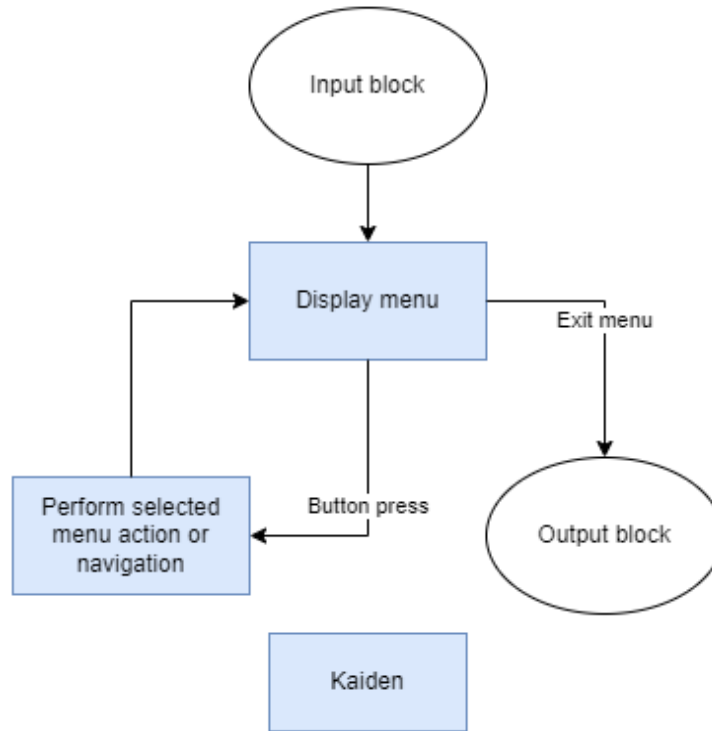 Input block
Display menu
Exit menu
Perform selected
menu action or
navigation
Button press
Output block
Kaiden